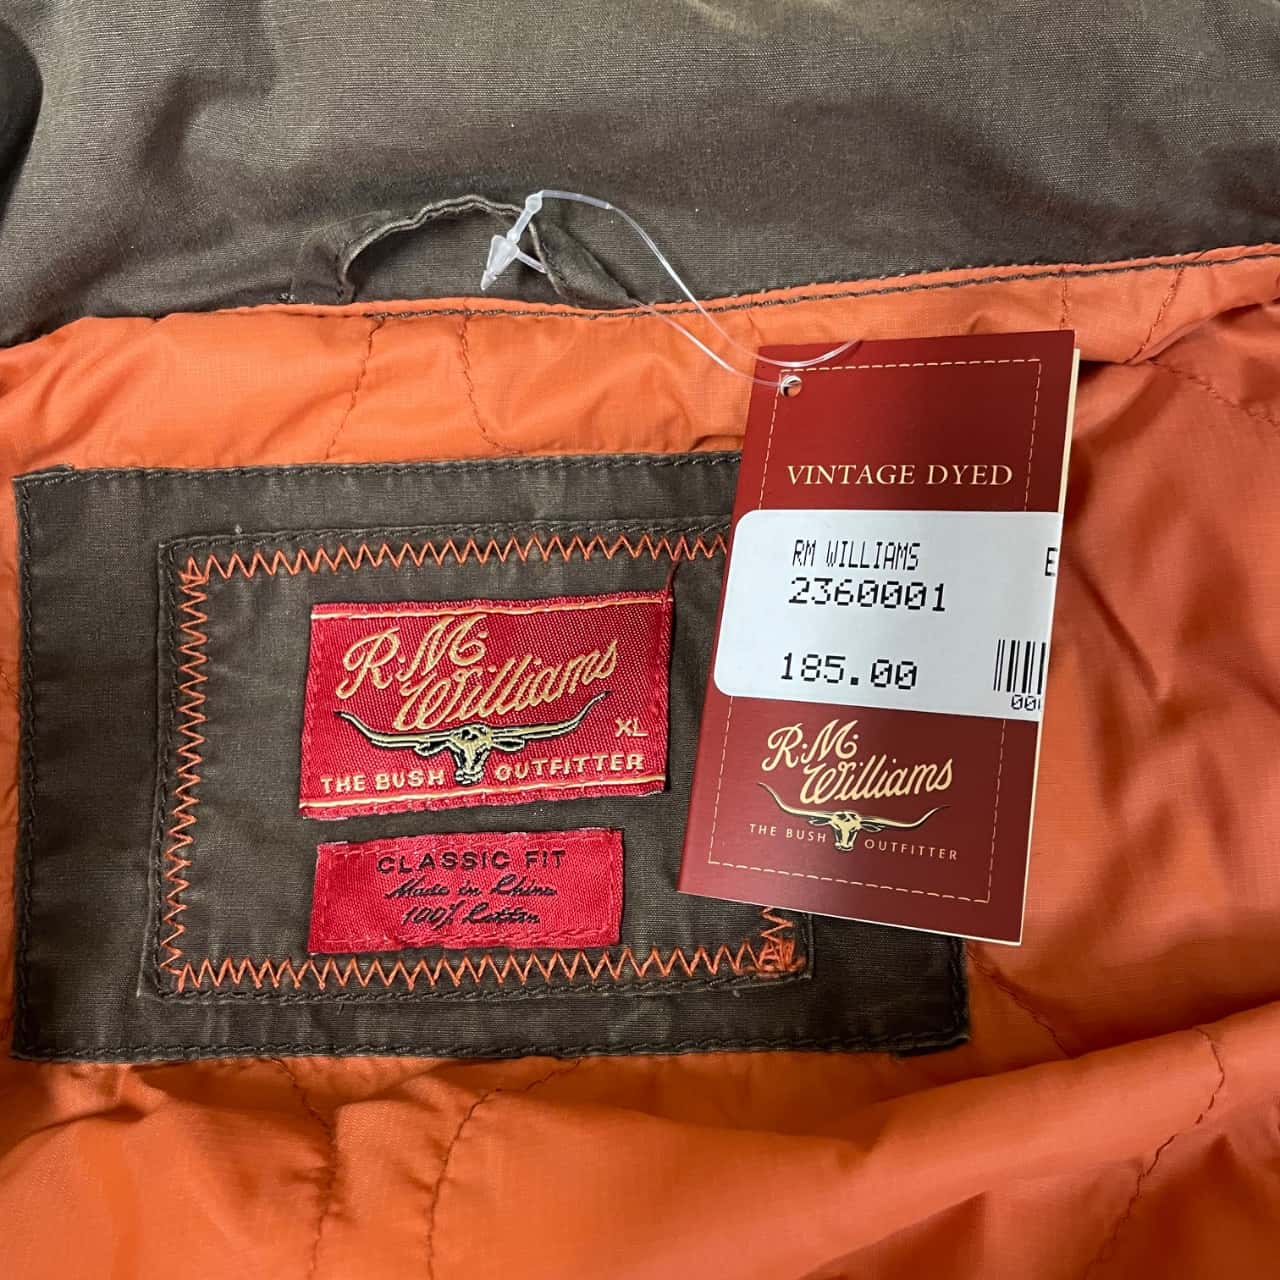 R.M.
Williams
XL
THE BUSH OUTFITTER
CLASSIC FIT
Made in China
100% Cotton
VINTAGE DYED
RM WILLIAMS E
2360001
185.00
00
R.M.
Williams
THE BUSH OUTFITTER